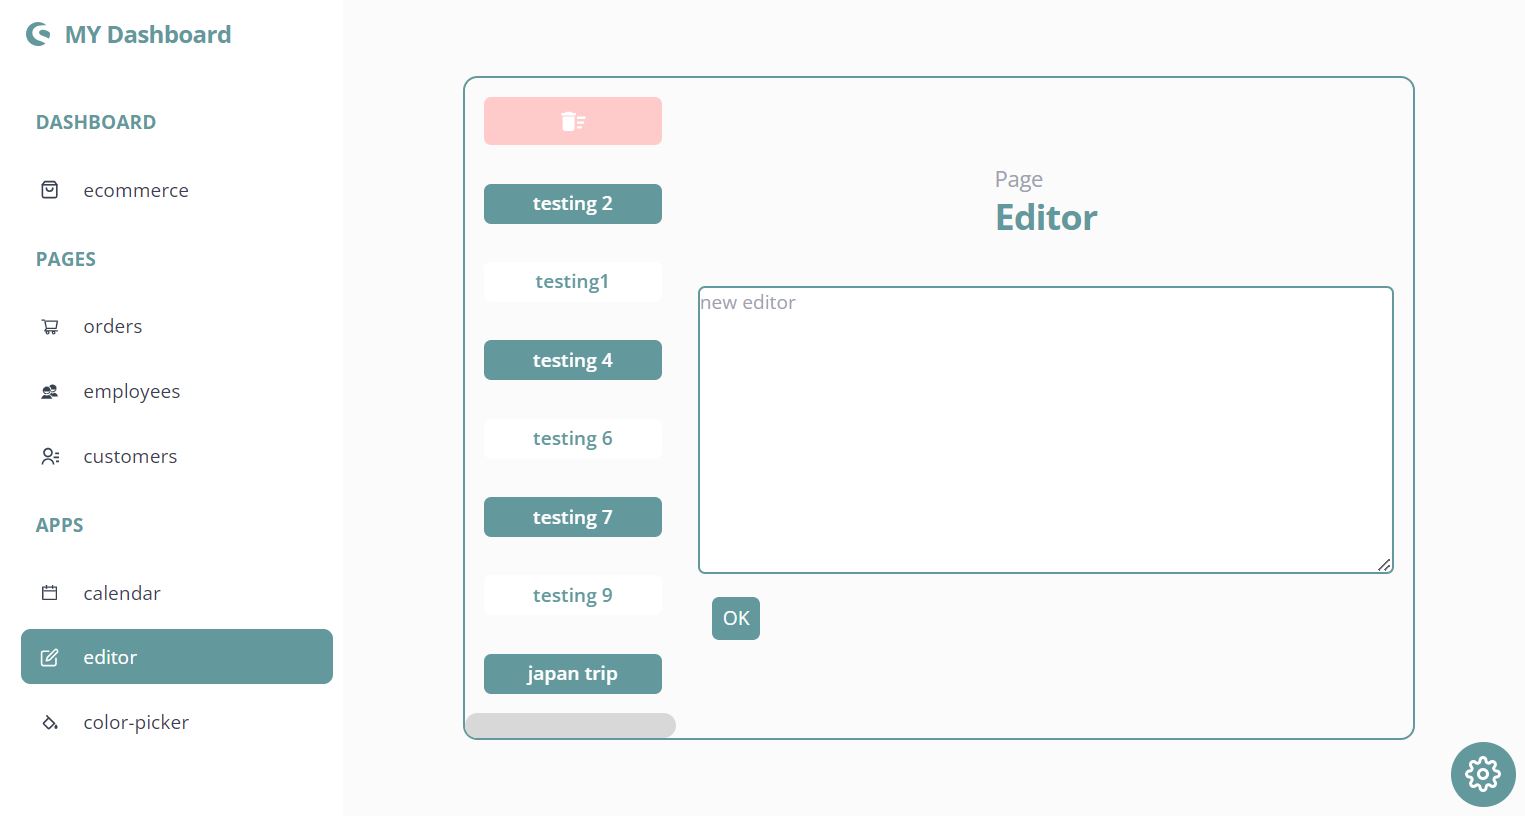 MY Dashboard
DASHBOARD
ecommerce
PAGES
orders
employees
customers
APPS
calendar
editor
color-picker
testing 2
testing1
testing 4
testing 6
testing 7
testing 9
japan trip
Page
Editor
new editor
OK